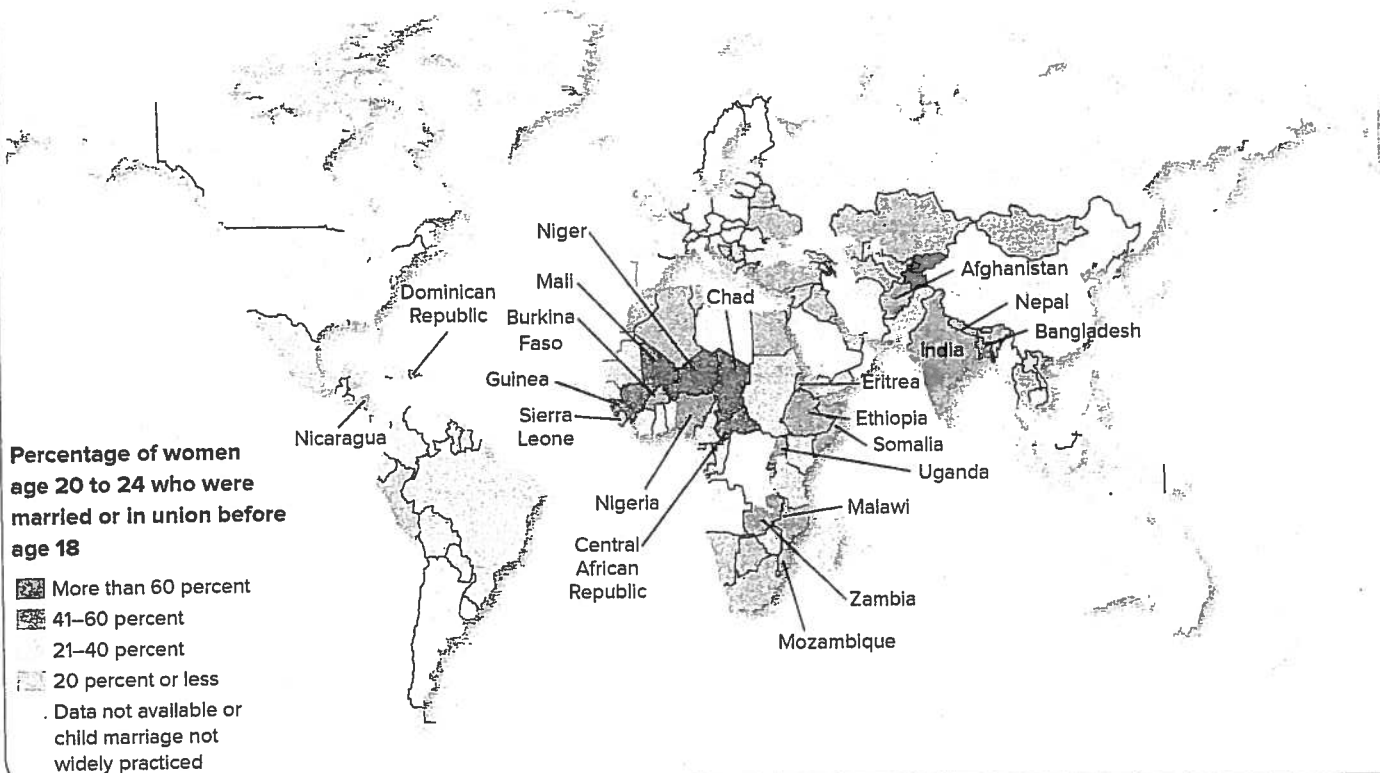 Niger
Mali
Chad
Afghanistan
Dominican
Republic
Nepal
Burkina
Faso
Bangladesh
India
Guinea
Eritrea
Sierra
Leone
Ethiopia
Nicaragua
Somalia
Uganda
Nigeria
Malawi
Central
African
Republic
Zambia
Mozambique
Percentage of women
age 20 to 24 who were
married or in union before
age 18
More than 60 percent
41–60 percent
21–40 percent
20 percent or less
Data not available or
child marriage not
widely practiced